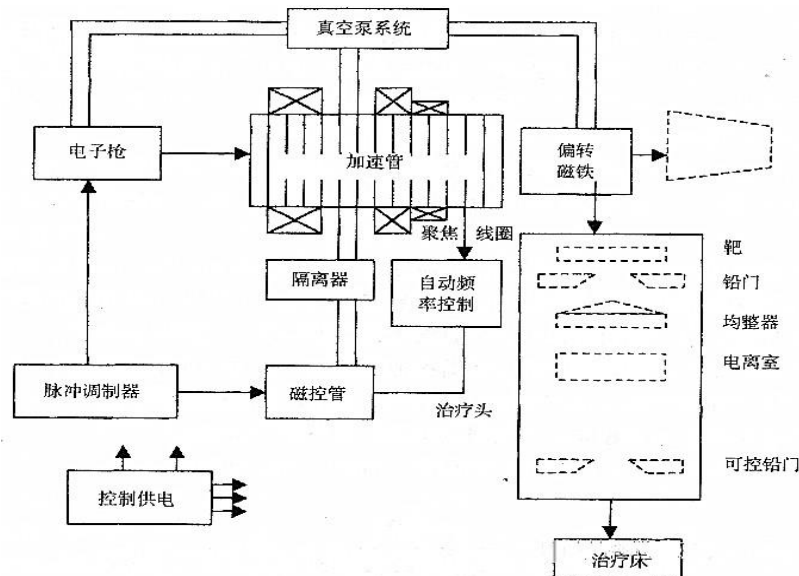 真空泵系统
电子枪
加速管
偏转
磁铁
聚焦 线圈
靶
隔离器
自动频
率控制
铅门
均整器
电离室
脉冲调制器
磁控管
治疗头
可控铅门
控制供电
治疗床